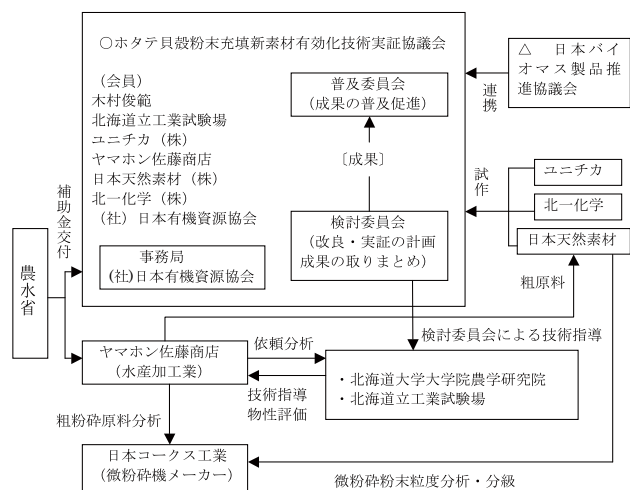 ○ホタテ貝殻粉末充填新素材有効化技術実証協議会
（会員）
木村俊範
北海道立工業試験場
ユニチカ（株）
ヤマホン佐藤商店
日本天然素材（株）
北一化学（株）
（社）日本有機資源協会
事務局
(社)日本有機資源協会
普及委員会
（成果の普及促進）
〔成果〕
検討委員会
（改良・実証の計画
成果の取りまとめ）
△ 日本バイ
オマス製品推
進協議会
連携
試作
ユニチカ
北一化学
日本天然素材
粗原料
補助金交付
農水省
ヤマホン佐藤商店
（水産加工業）
依頼分析
技術指導
物性評価
検討委員会による技術指導
・北海道大学大学院農学研究院
・北海道立工業試験場
粗粉砕原料分析
日本コークス工業
（微粉砕機メーカー）
微粉砕粉末粒度分析・分級